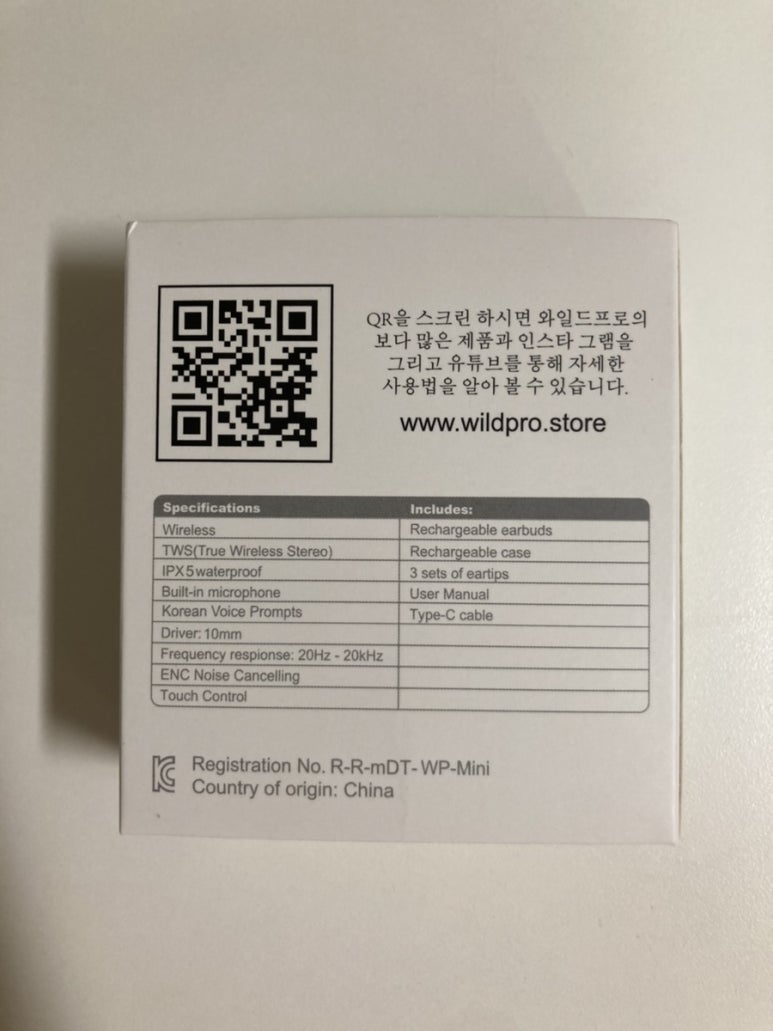 QR을 스크린 하시면 와일드프로의
보다 많은 제품과 인스타 그램을
그리고 유튜브를 통해 자세한
사용법을 알아 볼 수 있습니다.
www.wildpro.store
Specifications Includes:
Wireless Rechargeable earbuds
TWS(True Wireless Stereo) Rechargeable case
IPX5waterproof 3 sets of eartips
Built-in microphone User Manual
Korean Voice Prompts Type-C cable
Driver: 10mm
Frequency respionse: 20Hz - 20kHz
ENC Noise Cancelling
Touch Control
Registration No. R-R-mDT-WP-Mini
Country of origin: China